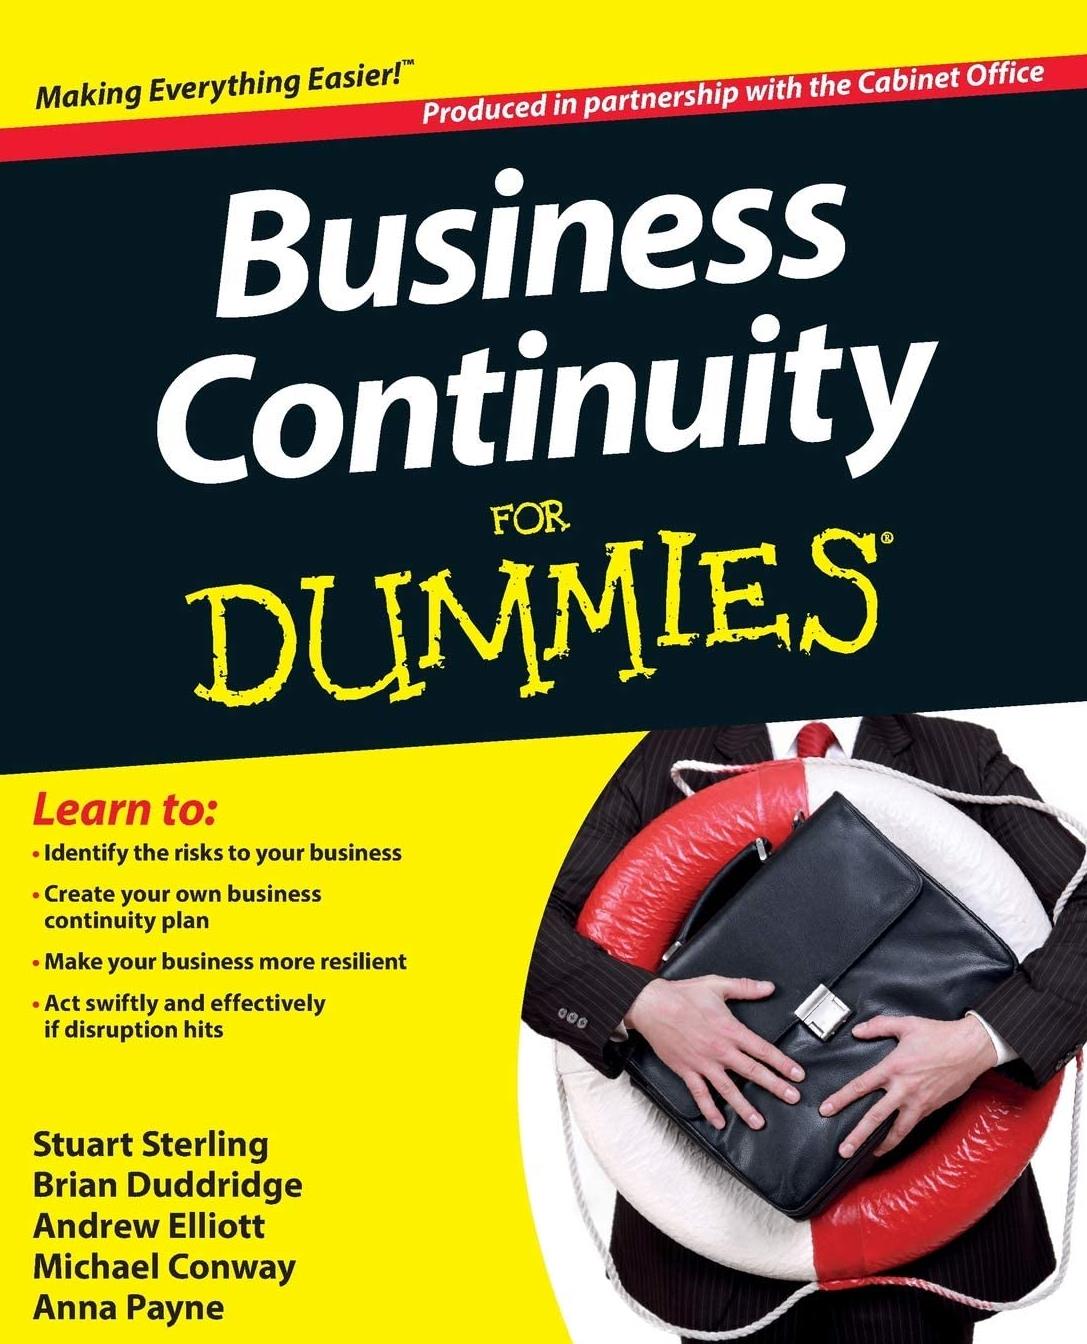 Making Everything Easier!™
Produced in partnership with the Cabinet Office
Business
Continuity
FOR
DUMMIES®
Learn to:
• Identify the risks to your business
• Create your own business
continuity plan
• Make your business more resilient
• Act swiftly and effectively
if disruption hits
Stuart Sterling
Brian Duddridge
Andrew Elliott
Michael Conway
Anna Payne